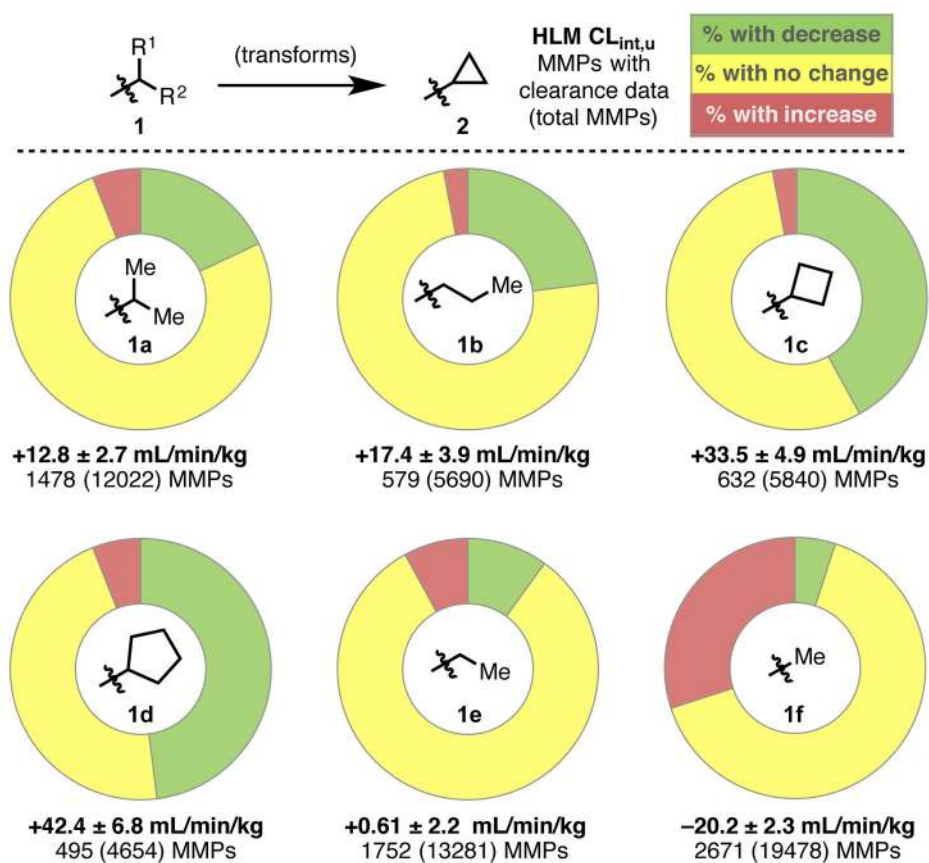 R¹
R²
1
(transforms)
2
HLM CLint,u
MMPs with
clearance data
(total MMPs)
% with decrease
% with no change
% with increase
Me
Me
1a
+12.8 ± 2.7 mL/min/kg
1478 (12022) MMPs
Me
1b
+17.4 ± 3.9 mL/min/kg
579 (5690) MMPs
1c
+33.5 ± 4.9 mL/min/kg
632 (5840) MMPs
1d
+42.4 ± 6.8 mL/min/kg
495 (4654) MMPs
Me
1e
+0.61 ± 2.2 mL/min/kg
1752 (13281) MMPs
Me
1f
−20.2 ± 2.3 mL/min/kg
2671 (19478) MMPs